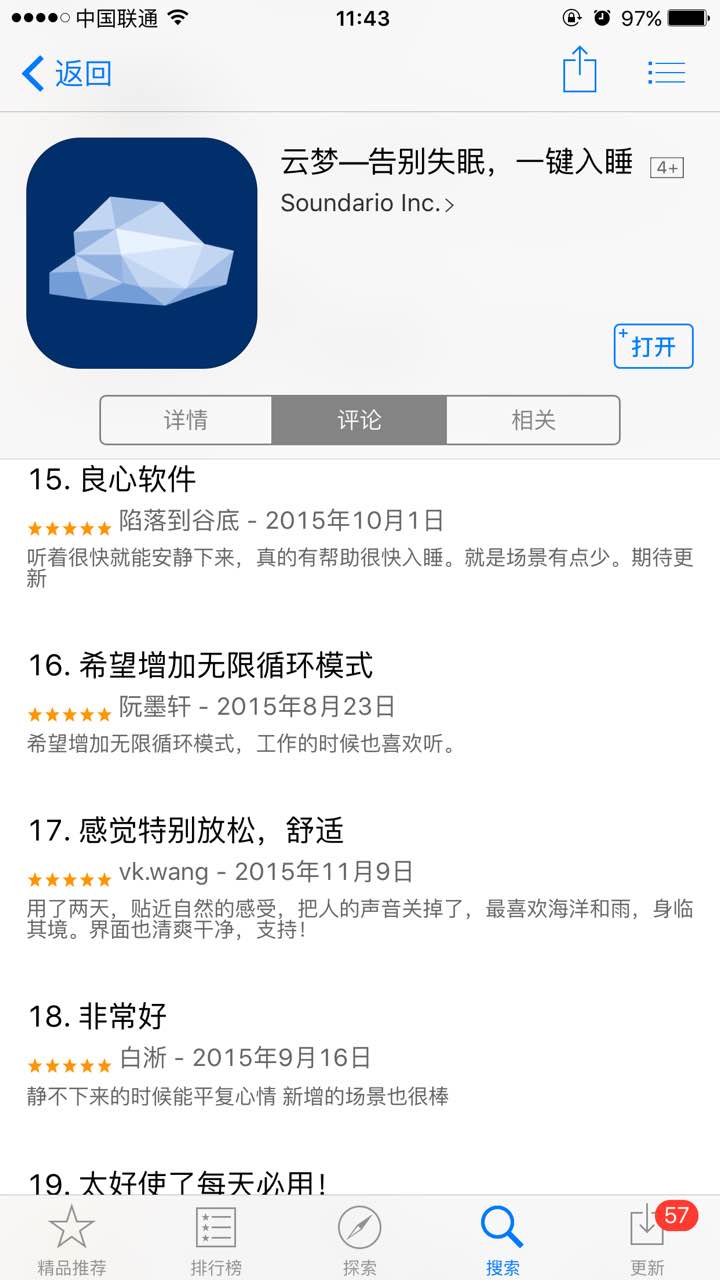 中国联通 11:43 97%
返回
云梦—告别失眠，一键入睡 4+
Soundario Inc.
+打开
详情 评论 相关
15. 良心软件
陷落到谷底 - 2015年10月1日
听着很快就能安静下来，真的有帮助很快入睡。就是场景有点少。期待更
新
16. 希望增加无限循环模式
阮墨轩 - 2015年8月23日
希望增加无限循环模式，工作的时候也喜欢听。
17. 感觉特别放松，舒适
vk.wang - 2015年11月9日
用了两天，贴近自然的感受，把人的声音关掉了，最喜欢海洋和雨，身临
其境。界面也清爽干净，支持！
18. 非常好
白淅 - 2015年9月16日
静不下来的时候能平复心情 新增的场景也很棒
19. 太好使了每天必用！
57
精品推荐 排行榜 探索 搜索 更新